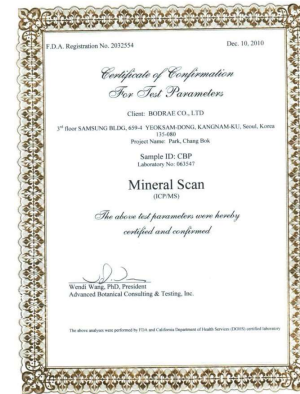 F.D.A. Registration No. 2032554
Dec. 10, 2010
Certificate of Confirmation
For Test Parameters
Client: BODRAE CO., LTD
3rd floor SAMSUNG BLDG, 659-4 YEOKSAM-DONG, KANGNAM-KU, Seoul, Korea
135-080
Project Name: Park, Chang Bok
Sample ID: CBP
Laboratory No: 063547
Mineral Scan
(ICP/MS)
The above test parameters were hereby
certified and confirmed
Wendi Wang, PhD, President
Advanced Botanical Consulting & Testing, Inc.
The above analysis were performed by FDA and California Department of Health Services (DOHS) certified laboratory